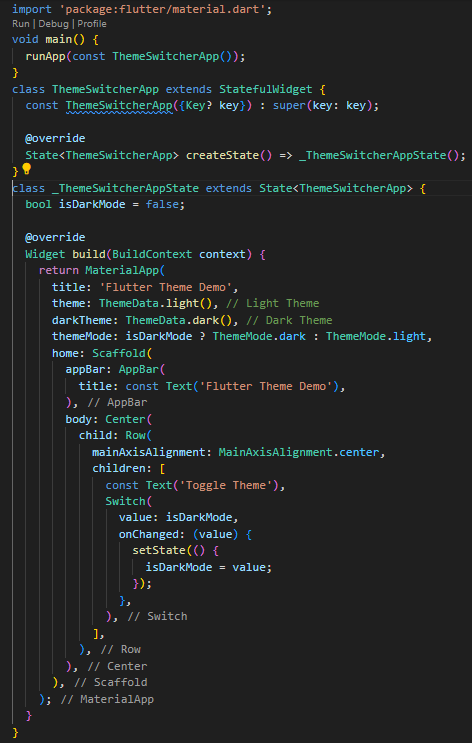 import 'package:flutter/material.dart';
Run | Debug | Profile
void main() {
  runApp(const ThemeSwitcherApp());
}
class ThemeSwitcherApp extends StatefulWidget {
  const ThemeSwitcherApp({Key? key}) : super(key: key);

  @override
  State<ThemeSwitcherApp> createState() => _ThemeSwitcherAppState();
}
class _ThemeSwitcherAppState extends State<ThemeSwitcherApp> {
  bool isDarkMode = false;

  @override
  Widget build(BuildContext context) {
    return MaterialApp(
      title: 'Flutter Theme Demo',
      theme: ThemeData.light(), // Light Theme
      darkTheme: ThemeData.dark(), // Dark Theme
      themeMode: isDarkMode ? ThemeMode.dark : ThemeMode.light,
      home: Scaffold(
        appBar: AppBar(
          title: const Text('Flutter Theme Demo'),
        ), // AppBar
        body: Center(
          child: Row(
            mainAxisAlignment: MainAxisAlignment.center,
            children: [
              const Text('Toggle Theme'),
              Switch(
                value: isDarkMode,
                onChanged: (value) {
                  setState(() {
                    isDarkMode = value;
                  });
                },
              ), // Switch
            ],
          ), // Row
        ), // Center
      ), // Scaffold
    ); // MaterialApp
  }
}